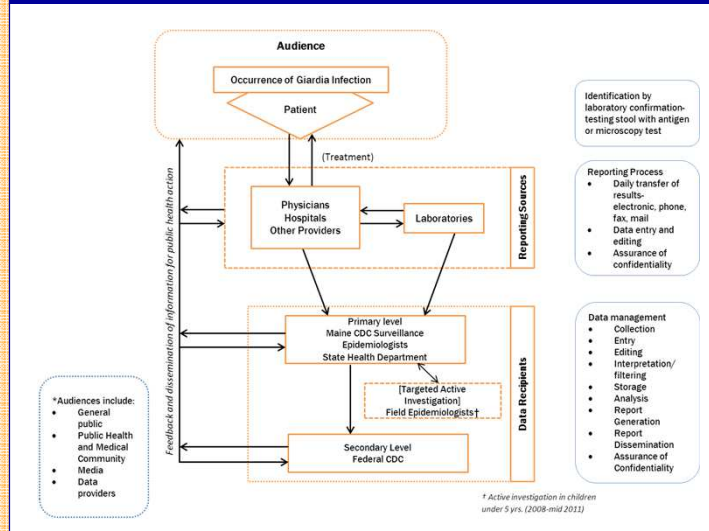 Audience
Occurrence of Giardia Infection
Patient
(Treatment)
Identification by
laboratory confirmation-
testing stool with antigen
or microscopy test
Feedback and dissemination of information for public health action
Physicians
Hospitals
Other Providers
Laboratories
Reporting Sources
Reporting Process
• Daily transfer of
results-
electronic, phone,
fax, mail
• Data entry and
editing
• Assurance of
confidentiality
Primary level
Maine CDC Surveillance
Epidemiologists
State Health Department
[Targeted Active
Investigation]
Field Epidemiologists†
Secondary Level
Federal CDC
Data Recipients
Data management
• Collection
• Entry
• Editing
• Interpretation/
filtering
• Storage
• Analysis
• Report
Generation
• Report
Dissemination
• Assurance of
Confidentiality
*Audiences include:
• General
public
• Public Health
and Medical
Community
• Media
• Data
providers
† Active investigation in children
under 5 yrs. (2008-mid 2011)